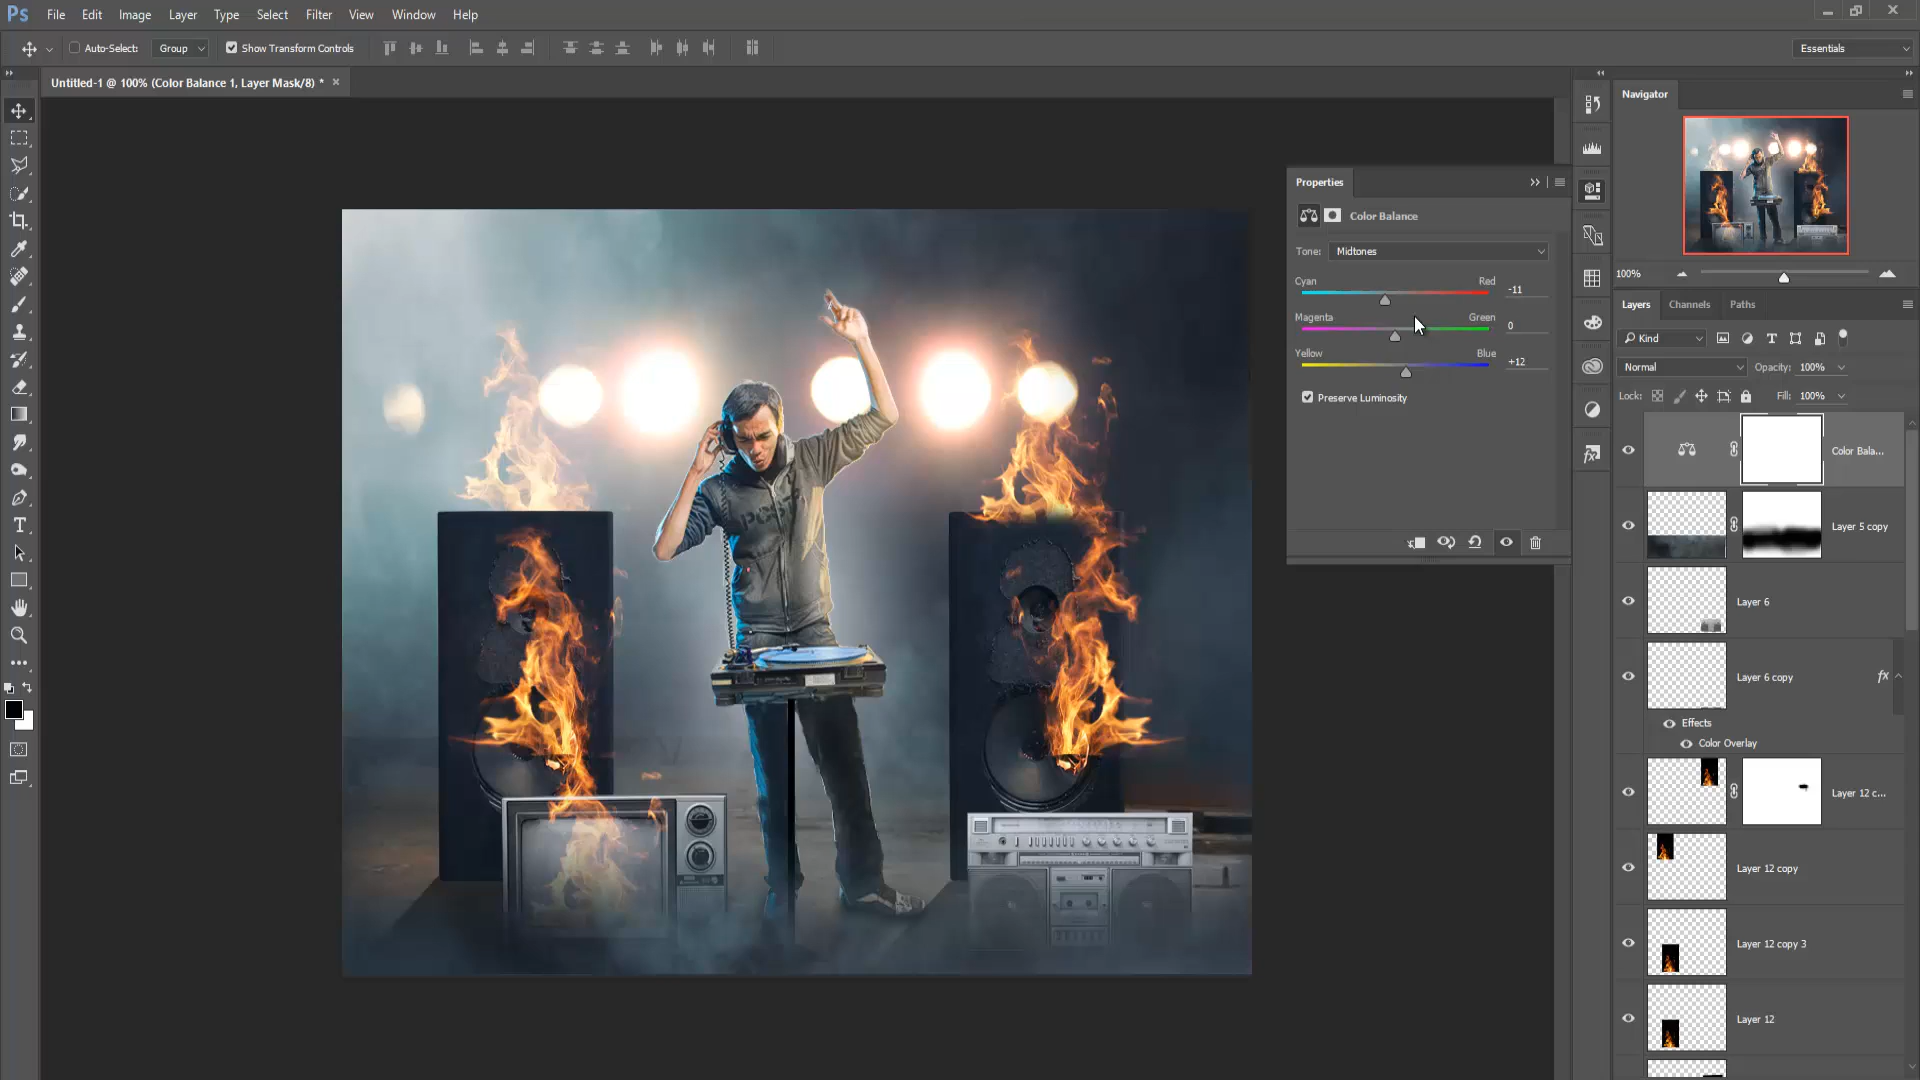 Ps File Edit Image Layer Type Select Filter View Window Help
Auto-Select: Group Show Transform Controls Essentials
Untitled-1 @ 100% (Color Balance 1, Layer Mask/8) * ×
Navigator
100%
Properties
Color Balance
Tone: Midtones
Cyan Red -11
Magenta Green 0
Yellow Blue +12
Preserve Luminosity
Layers Channels Paths
Kind
Normal Opacity: 100%
Lock: Fill: 100%
Color Bala...
Layer 5 copy
Layer 6
Layer 6 copy fx
Effects
Color Overlay
Layer 12 c...
Layer 12 copy
Layer 12 copy 3
Layer 12